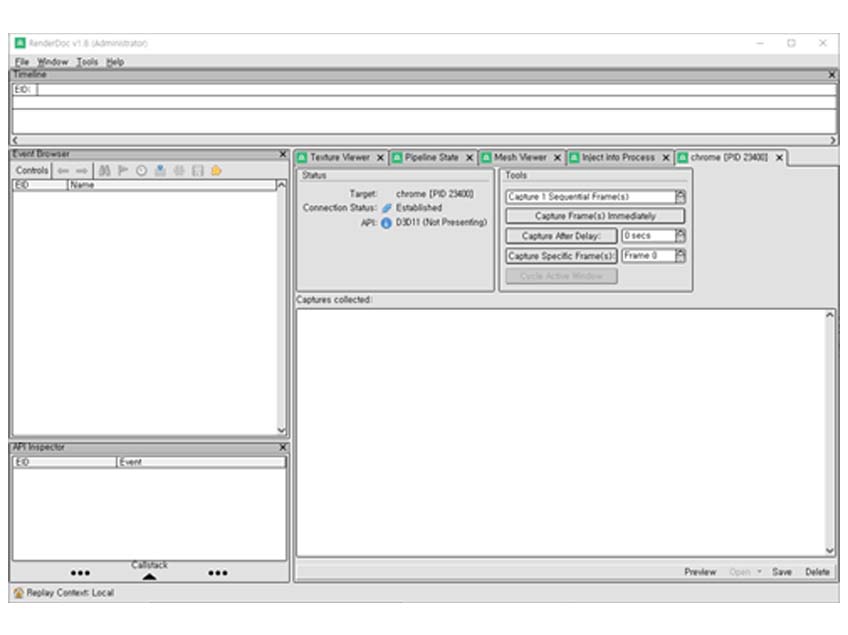 RenderDoc v1.8 (Administrator)
File Window Tools Help
Timeline
EID:
Event Browser
Controls
EID Name
Texture Viewer Pipeline State Mesh Viewer Inject into Process chrome [PID 23400]
Status
Target: chrome [PID 23400]
Connection Status: Established
API: D3D11 (Not Presenting)
Tools
Capture 1 Sequential Frame(s)
Capture Frame(s) Immediately
Capture After Delay: 0 secs
Capture Specific Frame(s): Frame 0
Cycle Active Window
Captures collected:
API Inspector
EID Event
Callstack
Preview Open Save Delete
Replay Context: Local